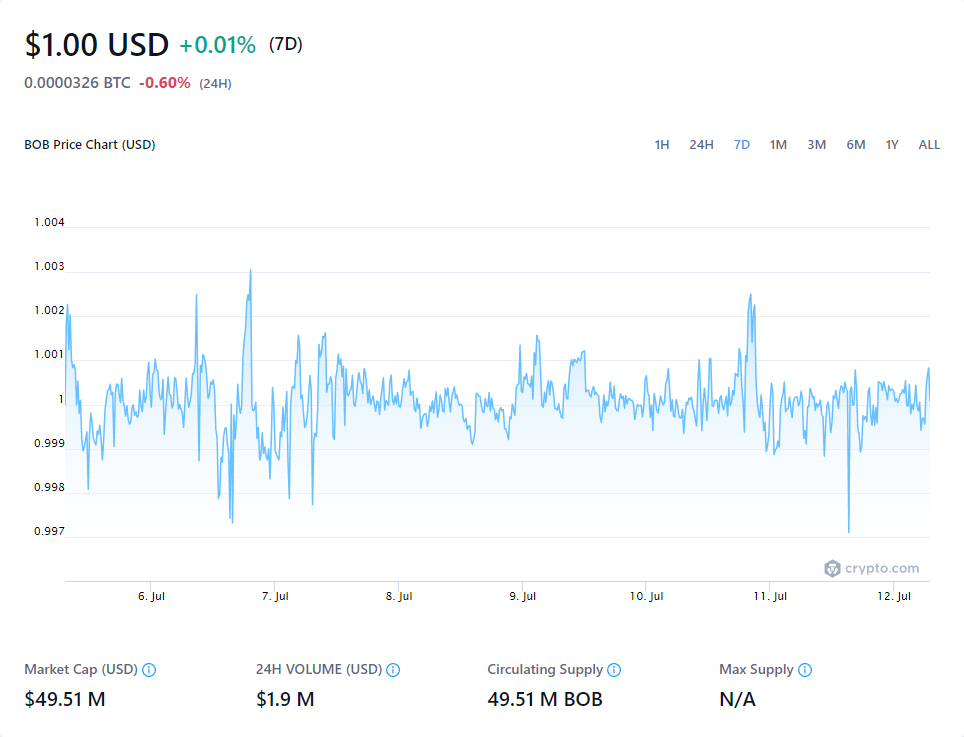 $1.00 USD +0.01% (7D)
0.0000326 BTC -0.60% (24H)
BOB Price Chart (USD) 1H 24H 7D 1M 3M 6M 1Y ALL
1.004
1.003
1.002
1.001
1
0.999
0.998
0.997
crypto.com
6. Jul 7. Jul 8. Jul 9. Jul 10. Jul 11. Jul 12. Jul
Market Cap (USD) 24H VOLUME (USD) Circulating Supply Max Supply
$49.51 M $1.9 M 49.51 M BOB N/A